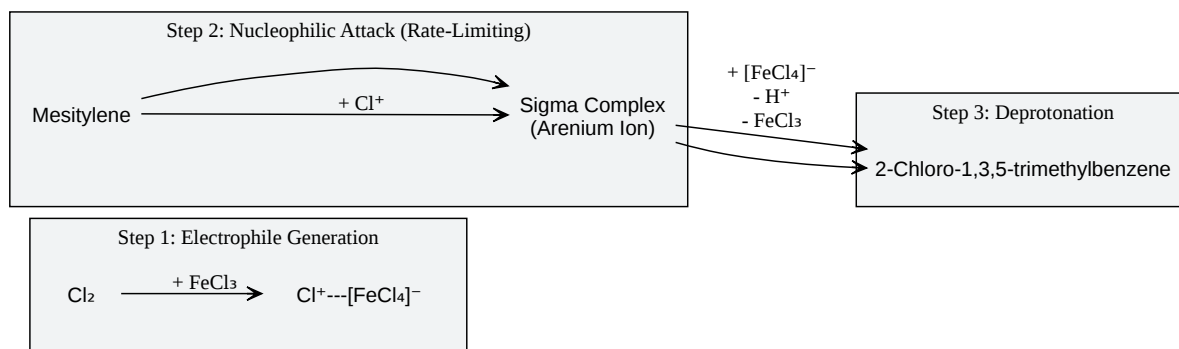 Step 2: Nucleophilic Attack (Rate-Limiting)
Mesitylene
+ Cl⁺
Sigma Complex
(Arenium Ion)
+ [FeCl₄]⁻
- H⁺
- FeCl₃
Step 3: Deprotonation
2-Chloro-1,3,5-trimethylbenzene
Step 1: Electrophile Generation
Cl₂
+ FeCl₃
Cl⁺---[FeCl₄]⁻